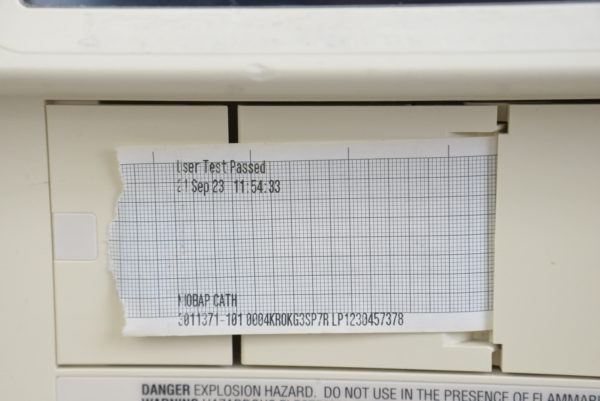 User Test Passed
21 Sep 23 11:54:33
MOBAP CATH
3011371-101 0004KR0KG3SP7R LP1230457378
DANGER EXPLOSION HAZARD. DO NOT USE IN THE PRESENCE OF FLAMMAB